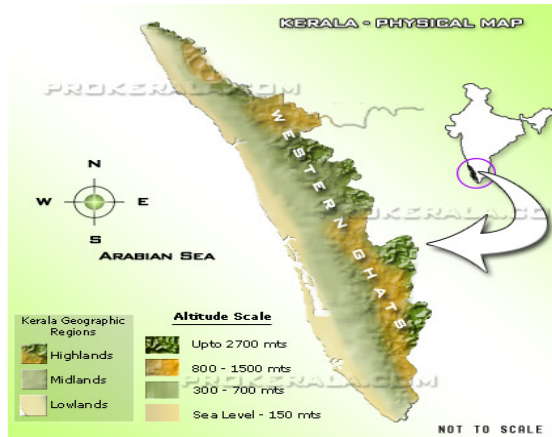 KERALA - PHYSICAL MAP
PROKERALA.COM
WESTERN GHATS
N
W E
S
PROKERALA.CO
ARABIAN SEA
Kerala Geographic
Regions
Highlands
Midlands
Lowlands
Altitude Scale
Upto 2700 mts
800 - 1500 mts
300 - 700 mts
Sea Level - 150 mts
PROKERALA.COM
NOT TO SCALE